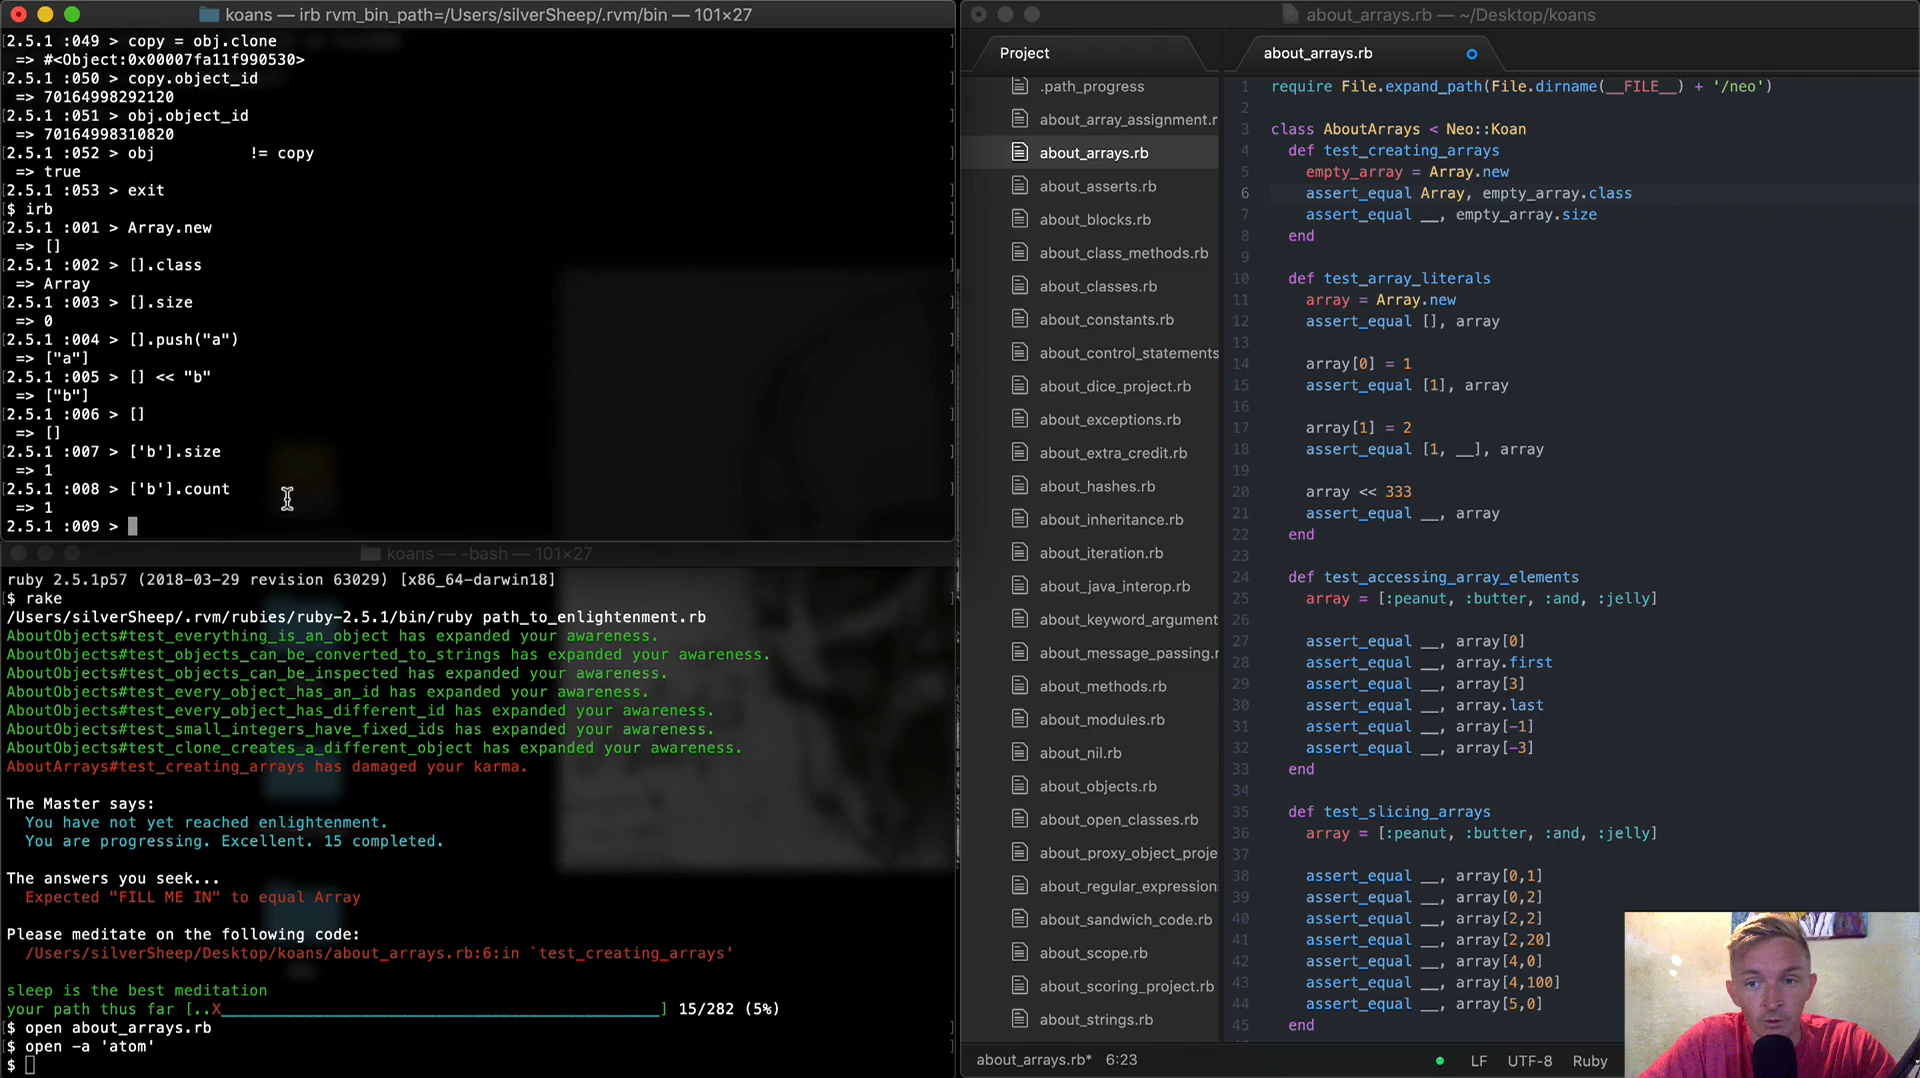 koans — irb rvm_bin_path=/Users/silverSheep/.rvm/bin — 101×27
[2.5.1 :049 > copy = obj.clone
 => #<Object:0x00007fa11f990530>
[2.5.1 :050 > copy.object_id
 => 70164998292120
[2.5.1 :051 > obj.object_id
 => 70164998310820
[2.5.1 :052 > obj          != copy
 => true
[2.5.1 :053 > exit
[$ irb
[2.5.1 :001 > Array.new
 => []
[2.5.1 :002 > [].class
 => Array
[2.5.1 :003 > [].size
 => 0
[2.5.1 :004 > [].push("a")
 => ["a"]
[2.5.1 :005 > [] << "b"
 => ["b"]
[2.5.1 :006 > []
 => []
[2.5.1 :007 > ['b'].size
 => 1
[2.5.1 :008 > ['b'].count
 => 1
2.5.1 :009 >
koans — -bash — 101×27
ruby 2.5.1p57 (2018-03-29 revision 63029) [x86_64-darwin18]
$ rake
/Users/silverSheep/.rvm/rubies/ruby-2.5.1/bin/ruby path_to_enlightenment.rb
AboutObjects#test_everything_is_an_object has expanded your awareness.
AboutObjects#test_objects_can_be_converted_to_strings has expanded your awareness.
AboutObjects#test_objects_can_be_inspected has expanded your awareness.
AboutObjects#test_every_object_has_an_id has expanded your awareness.
AboutObjects#test_every_object_has_different_id has expanded your awareness.
AboutObjects#test_small_integers_have_fixed_ids has expanded your awareness.
AboutObjects#test_clone_creates_a_different_object has expanded your awareness.
AboutArrays#test_creating_arrays has damaged your karma.
The Master says:
  You have not yet reached enlightenment.
  You are progressing. Excellent. 15 completed.
The answers you seek...
  Expected "FILL ME IN" to equal Array
Please meditate on the following code:
  /Users/silverSheep/Desktop/koans/about_arrays.rb:6:in `test_creating_arrays'
sleep is the best meditation
your path thus far [..X________________________________________________] 15/282 (5%)
[$ open about_arrays.rb
[$ open -a 'atom'
$
about_arrays.rb — ~/Desktop/koans
Project
.path_progress
about_array_assignment.r
about_arrays.rb
about_asserts.rb
about_blocks.rb
about_class_methods.rb
about_classes.rb
about_constants.rb
about_control_statements
about_dice_project.rb
about_exceptions.rb
about_extra_credit.rb
about_hashes.rb
about_inheritance.rb
about_iteration.rb
about_java_interop.rb
about_keyword_argument
about_message_passing.r
about_methods.rb
about_modules.rb
about_nil.rb
about_objects.rb
about_open_classes.rb
about_proxy_object_proje
about_regular_expression
about_sandwich_code.rb
about_scope.rb
about_scoring_project.rb
about_strings.rb
about_arrays.rb
1 require File.expand_path(File.dirname(__FILE__) + '/neo')
2
3 class AboutArrays < Neo::Koan
4   def test_creating_arrays
5     empty_array = Array.new
6     assert_equal Array, empty_array.class
7     assert_equal __, empty_array.size
8   end
9
10   def test_array_literals
11     array = Array.new
12     assert_equal [], array
13
14     array[0] = 1
15     assert_equal [1], array
16
17     array[1] = 2
18     assert_equal [1, __], array
19
20     array << 333
21     assert_equal __, array
22   end
23
24   def test_accessing_array_elements
25     array = [:peanut, :butter, :and, :jelly]
26
27     assert_equal __, array[0]
28     assert_equal __, array.first
29     assert_equal __, array[3]
30     assert_equal __, array.last
31     assert_equal __, array[-1]
32     assert_equal __, array[-3]
33   end
34
35   def test_slicing_arrays
36     array = [:peanut, :butter, :and, :jelly]
37
38     assert_equal __, array[0,1]
39     assert_equal __, array[0,2]
40     assert_equal __, array[2,2]
41     assert_equal __, array[2,20]
42     assert_equal __, array[4,0]
43     assert_equal __, array[4,100]
44     assert_equal __, array[5,0]
45   end
about_arrays.rb* 6:23
LF UTF-8 Ruby